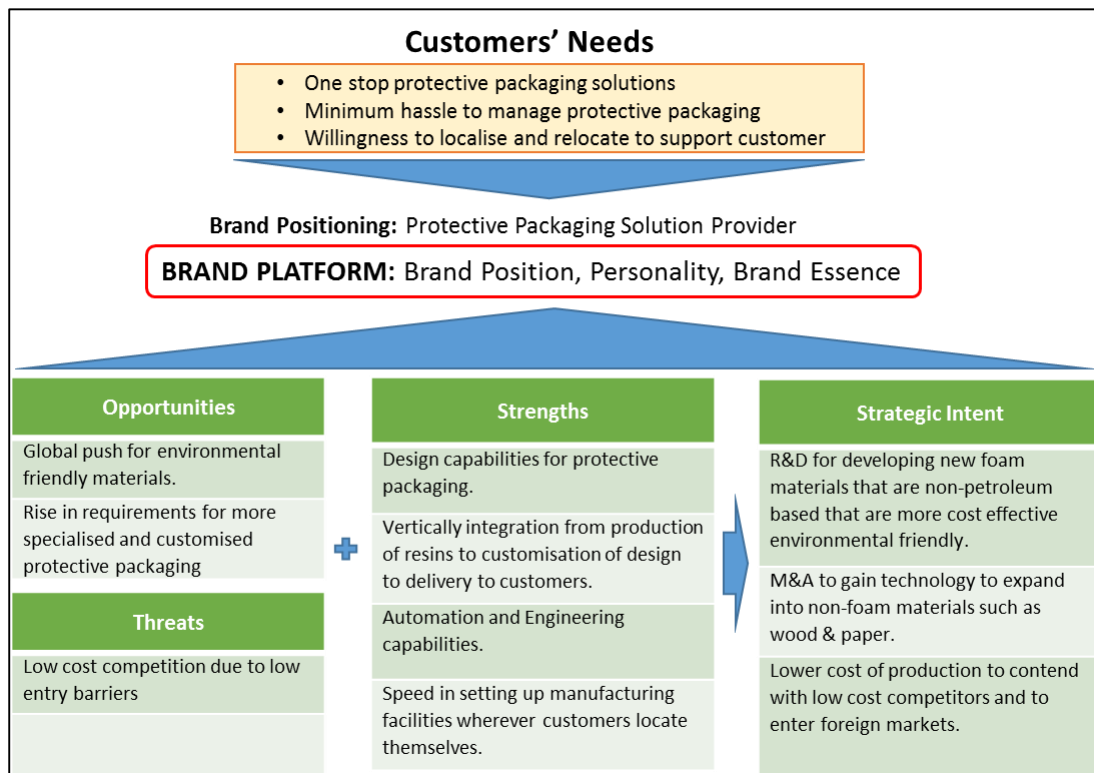 Customers’ Needs
• One stop protective packaging solutions
• Minimum hassle to manage protective packaging
• Willingness to localise and relocate to support customer
Brand Positioning: Protective Packaging Solution Provider
BRAND PLATFORM: Brand Position, Personality, Brand Essence
Opportunities
Global push for environmental
friendly materials.
Rise in requirements for more
specialised and customised
protective packaging
Threats
Low cost competition due to low
entry barriers
Strengths
Design capabilities for protective
packaging.
Vertically integration from production
of resins to customisation of design
to delivery to customers.
Automation and Engineering
capabilities.
Speed in setting up manufacturing
facilities wherever customers locate
themselves.
Strategic Intent
R&D for developing new foam
materials that are non-petroleum
based that are more cost effective
environmental friendly.
M&A to gain technology to expand
into non-foam materials such as
wood & paper.
Lower cost of production to contend
with low cost competitors and to
enter foreign markets.